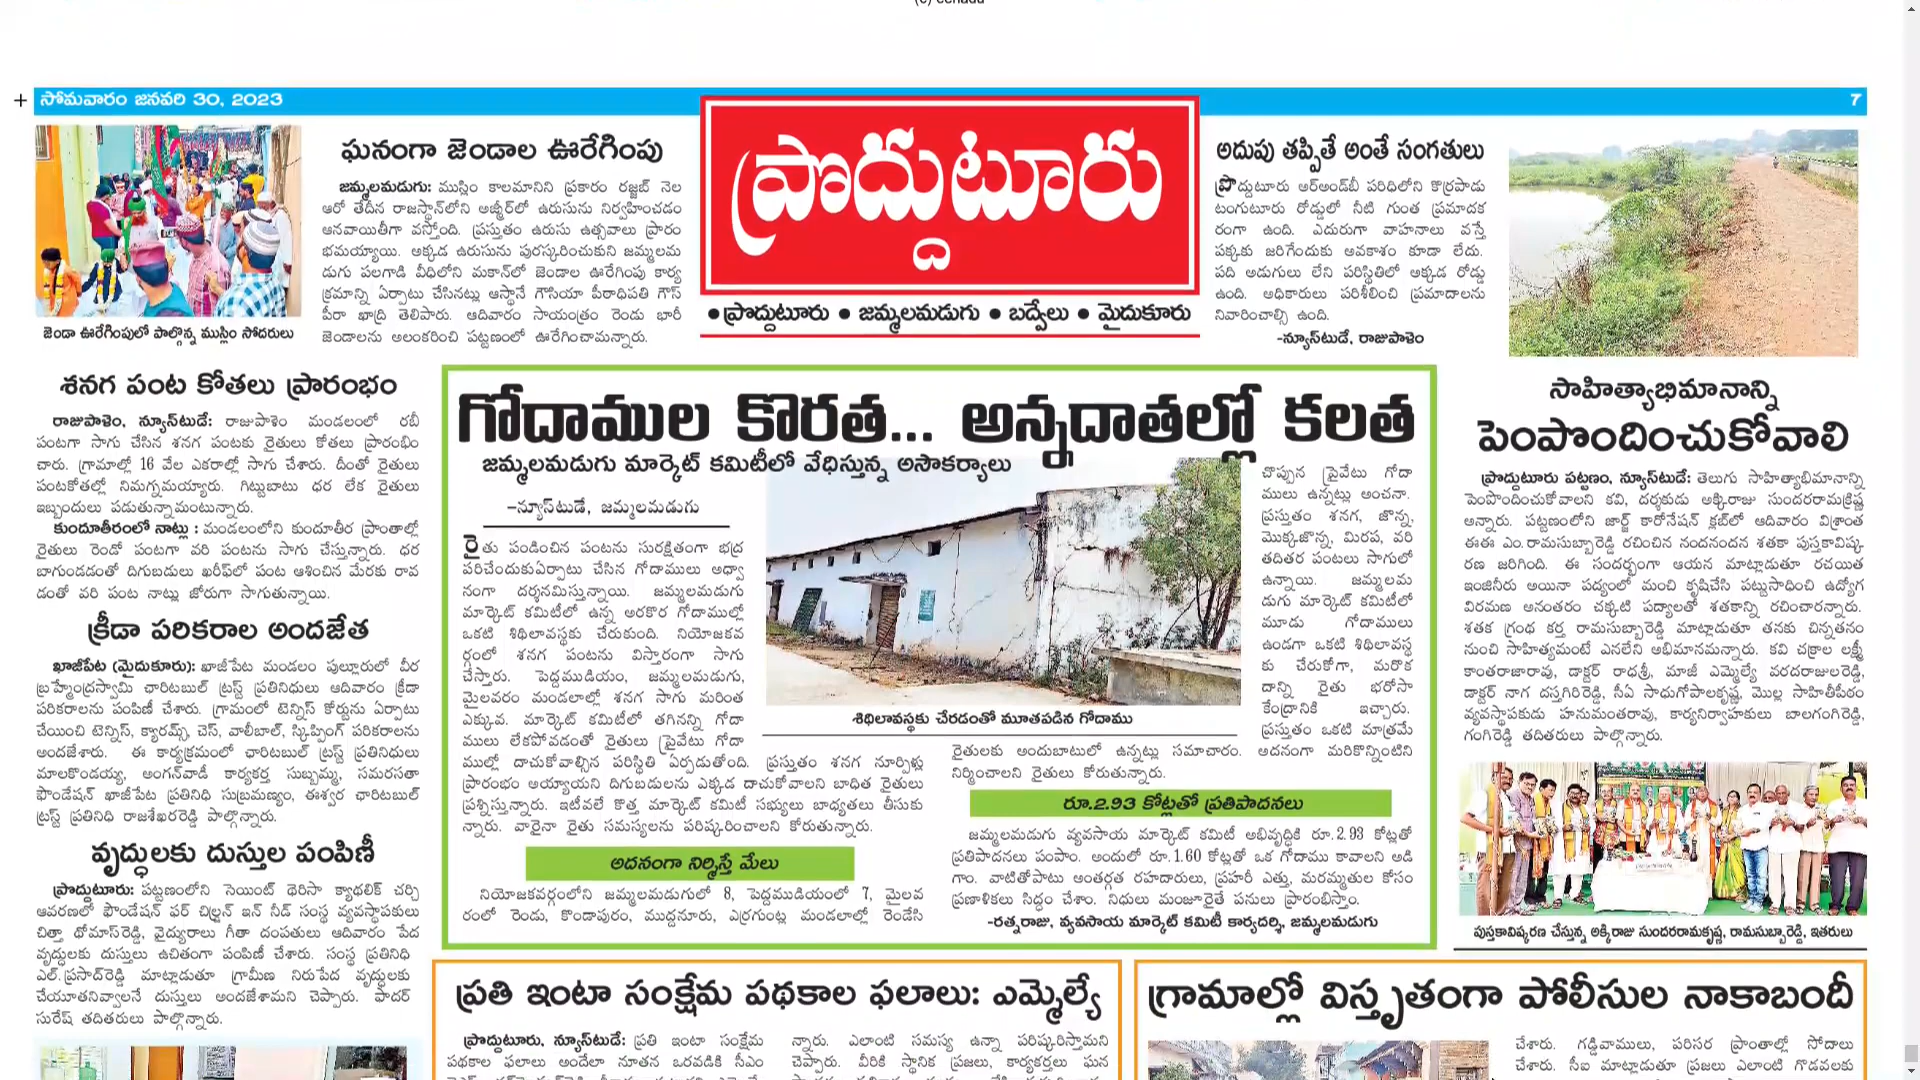 సోమవారం జనవరి 30, 2023
7
ఘనంగా జెండాల ఊరేగింపు
జమ్మలమడుగు: ముస్లిం కాలమానిని ప్రకారం రజ్జబ్ నెల
ఆరో తేదీన రాజస్థాన్‌లోని అజ్మీర్‌లో ఉరుసును నిర్వహించడం
ఆనవాయితీగా వస్తోంది. ప్రస్తుతం ఉరుసు ఉత్సవాలు ప్రారం
భమయ్యాయి. అక్కడ ఉరుసును పురస్కరించుకుని జమ్మలమ
డుగు పలగాడి వీధిలోని మకాన్‌లో జెండాల ఊరేగింపు కార్య
క్రమాన్ని ఏర్పాటు చేసినట్లు ఆస్థానే గౌసియా పీఠాధిపతి గౌస్
పీరా ఖాద్రి తెలిపారు. ఆదివారం సాయంత్రం రెండు భారీ
జెండాలను అలంకరించి పట్టణంలో ఊరేగించామన్నారు.
జెండా ఊరేగింపులో పాల్గొన్న ముస్లిం సోదరులు
ప్రొద్దుటూరు
•ప్రొద్దుటూరు • జమ్మలమడుగు • బద్వేలు • మైదుకూరు
అదుపు తప్పితే అంతే సంగతులు
ప్రొద్దుటూరు ఆర్అండ్‌బీ పరిధిలోని కొర్రపాడు
టంగుటూరు రోడ్డులో నీటి గుంత ప్రమాదక
రంగా ఉంది. ఎదురుగా వాహనాలు వస్తే
పక్కకు జరిగేందుకు అవకాశం కూడా లేదు.
పది అడుగులు లేని పరిస్థితిలో అక్కడ రోడ్డు
ఉంది. అధికారులు పరిశీలించి ప్రమాదాలను
నివారించాల్సి ఉంది.
-న్యూస్‌టుడే, రాజుపాళెం
శనగ పంట కోతలు ప్రారంభం
రాజుపాళెం, న్యూస్‌టుడే: రాజుపాళెం మండలంలో రబీ
పంటగా సాగు చేసిన శనగ పంటకు రైతులు కోతలు ప్రారంభిం
చారు. గ్రామాల్లో 16 వేల ఎకరాల్లో సాగు చేశారు. దీంతో రైతులు
పంటకోతల్లో నిమగ్నమయ్యారు. గిట్టుబాటు ధర లేక రైతులు
ఇబ్బందులు పడుతున్నామంటున్నారు.
కుందూతీరంలో నాట్లు : మండలంలోని కుందూతీర ప్రాంతాల్లో
రైతులు రెండో పంటగా వరి పంటను సాగు చేస్తున్నారు. ధర
బాగుండడంతో దిగుబడులు ఖరీఫ్‌లో పంట ఆశించిన మేరకు రావ
డంతో వరి పంట నాట్లు జోరుగా సాగుతున్నాయి.
క్రీడా పరికరాల అందజేత
ఖాజీపేట (మైదుకూరు): ఖాజీపేట మండలం పుల్లూరులో వీర
బ్రహ్మేంద్రస్వామి ఛారిటబుల్ ట్రస్ట్ ప్రతినిధులు ఆదివారం క్రీడా
పరికరాలను పంపిణీ చేశారు. గ్రామంలో టెన్నిస్ కోర్టును ఏర్పాటు
చేయించి టెన్నిస్, క్యారమ్స్, చెస్, వాలీబాల్, స్కిప్పింగ్ పరికరాలను
అందజేశారు. ఈ కార్యక్రమంలో ఛారిటబుల్ ట్రస్ట్ ప్రతినిధులు
మాలకొండయ్య, అంగన్‌వాడీ కార్యకర్త సుబ్బమ్మ, సమరసతా
ఫౌండేషన్ ఖాజీపేట ప్రతినిధి సుబ్రమణ్యం, ఈశ్వర ఛారిటబుల్
ట్రస్ట్ ప్రతినిధి రాజశేఖరరెడ్డి పాల్గొన్నారు.
వృద్ధులకు దుస్తుల పంపిణీ
ప్రొద్దుటూరు: పట్టణంలోని సెయింట్ థెరిసా క్యాథలిక్ చర్చి
ఆవరణలో ఫౌండేషన్ ఫర్ చిల్డ్రన్ ఇన్ నీడ్ సంస్థ వ్యవస్థాపకులు
చిత్తా థోమాస్‌రెడ్డి, వైద్యురాలు గీతా దంపతులు ఆదివారం పేద
వృద్ధులకు దుస్తులు ఉచితంగా పంపిణీ చేశారు. సంస్థ ప్రతినిధి
ఎల్.ప్రసాద్‌రెడ్డి మాట్లాడుతూ గ్రామీణ నిరుపేద వృద్ధులకు
చేయూతనివ్వాలనే దుస్తులు అందజేశామని చెప్పారు. ఫాదర్
సురేష్ తదితరులు పాల్గొన్నారు.
గోదాముల కొరత... అన్నదాతల్లో కలత
జమ్మలమడుగు మార్కెట్ కమిటీలో వేధిస్తున్న అసౌకర్యాలు
-న్యూస్‌టుడే, జమ్మలమడుగు
రైతు పండించిన పంటను సురక్షితంగా భద్ర
పరిచేందుకుఏర్పాటు చేసిన గోదాములు అధ్వా
నంగా దర్శనమిస్తున్నాయి. జమ్మలమడుగు
మార్కెట్ కమిటీలో ఉన్న అరకొర గోదాముల్లో
ఒకటి శిథిలావస్థకు చేరుకుంది. నియోజకవ
ర్గంలో శనగ పంటను విస్తారంగా సాగు
చేస్తారు. పెద్దముడియం, జమ్మలమడుగు,
మైలవరం మండలాల్లో శనగ సాగు మరింత
ఎక్కువ. మార్కెట్ కమిటీలో తగినన్ని గోదా
ములు లేకపోవడంతో రైతులు ప్రైవేటు గోదా
ముల్లో దాచుకోవాల్సిన పరిస్థితి ఏర్పడుతోంది. ప్రస్తుతం శనగ నూర్పిళ్లు
ప్రారంభం అయ్యాయని దిగుబడులను ఎక్కడ దాచుకోవాలని బాధిత రైతులు
ప్రశ్నిస్తున్నారు. ఇటీవలే కొత్త మార్కెట్ కమిటీ సభ్యులు బాధ్యతలు తీసుకు
న్నారు. వారైనా రైతు సమస్యలను పరిష్కరించాలని కోరుతున్నారు.
అదనంగా నిర్మిస్తే మేలు
నియోజకవర్గంలోని జమ్మలమడుగులో 8, పెద్దముడియంలో 7, మైలవ
రంలో రెండు, కొండాపురం, ముద్దనూరు, ఎర్రగుంట్ల మండలాల్లో రెండేసి
శిథిలావస్థకు చేరడంతో మూతపడిన గోదాము
చొప్పున ప్రైవేటు గోదా
ములు ఉన్నట్లు అంచనా.
ప్రస్తుతం శనగ, జొన్న,
మొక్కజొన్న, మిరప, వరి
తదితర పంటలు సాగులో
ఉన్నాయి. జమ్మలమ
డుగు మార్కెట్ కమిటీలో
మూడు గోదాములు
ఉండగా ఒకటి శిథిలావస్థ
కు చేరుకోగా, మరొక
దాన్ని రైతు భరోసా
కేంద్రానికి ఇచ్చారు.
ప్రస్తుతం ఒకటి మాత్రమే
రైతులకు అందుబాటులో ఉన్నట్లు సమాచారం. అదనంగా మరికొన్నింటిని
నిర్మించాలని రైతులు కోరుతున్నారు.
రూ.2.93 కోట్లతో ప్రతిపాదనలు
జమ్మలమడుగు వ్యవసాయ మార్కెట్ కమిటీ అభివృద్ధికి రూ.2.93 కోట్లతో
ప్రతిపాదనలు పంపాం. అందులో రూ.1.60 కోట్లతో ఒక గోదాము కావాలని అడి
గాం. వాటితోపాటు అంతర్గత రహదారులు, ప్రహరీ ఎత్తు, మరమ్మతుల కోసం
ప్రణాళికలు సిద్ధం చేశాం. నిధులు మంజూరైతే పనులు ప్రారంభిస్తాం.
-రత్నరాజు, వ్యవసాయ మార్కెట్ కమిటీ కార్యదర్శి, జమ్మలమడుగు
సాహిత్యాభిమానాన్ని
పెంపొందించుకోవాలి
ప్రొద్దుటూరు పట్టణం, న్యూస్‌టుడే: తెలుగు సాహిత్యాభిమానాన్ని
పెంపొందించుకోవాలని కవి, దర్శకుడు అక్కిరాజు సుందరరామక్రిష్ణ
అన్నారు. పట్టణంలోని జార్జ్ కారోనేషన్ క్లబ్‌లో ఆదివారం విశ్రాంత
ఈఈ ఎం.రామసుబ్బారెడ్డి రచించిన నందనందన శతకా పుస్తకావిష్క
రణ జరిగింది. ఈ సందర్భంగా ఆయన మాట్లాడుతూ రచయిత
ఇంజినీరు అయినా పద్యంలో మంచి కృషిచేసి పట్టుసాధించి ఉద్యోగ
విరమణ అనంతరం చక్కటి పద్యాలతో శతకాన్ని రచించారన్నారు.
శతక గ్రంథ కర్త రామసుబ్బారెడ్డి మాట్లాడుతూ తనకు చిన్నతనం
నుంచి సాహిత్యమంటే ఎనలేని అభిమానమన్నారు. కవి చక్రాల లక్ష్మీ
కాంతరాజారావు, డాక్టర్ రాధశ్రీ, మాజీ ఎమ్మెల్యే వరదరాజులరెడ్డి,
డాక్టర్ నాగ దస్తగిరిరెడ్డి, సీఏ సాధుగోపాలకృష్ణ, మొల్ల సాహితీపీఠం
వ్యవస్థాపకుడు హనుమంతరావు, కార్యనిర్వాహకులు బాలగంగిరెడ్డి,
గంగిరెడ్డి తదితరులు పాల్గొన్నారు.
పుస్తకావిష్కరణ చేస్తున్న అక్కిరాజు సుందరరామకృష్ణ, రామసుబ్బారెడ్డి, ఇతరులు
ప్రతి ఇంటా సంక్షేమ పథకాల ఫలాలు: ఎమ్మెల్యే
ప్రొద్దుటూరు, న్యూస్‌టుడే: ప్రతి ఇంటా సంక్షేమ
పథకాల ఫలాలు అందేలా నూతన ఒరవడికి సీఎం
న్నారు. ఎలాంటి సమస్య ఉన్నా పరిష్కరిస్తామని
చెప్పారు. వీరికి స్థానిక ప్రజలు, కార్యకర్తలు ఘన
గ్రామాల్లో విస్తృతంగా పోలీసుల నాకాబందీ
చేశారు. గడ్డివాములు, పరిసర ప్రాంతాల్లో సోదాలు
చేశారు. సీఐ మాట్లాడుతూ ప్రజలు ఎలాంటి గొడవలకు